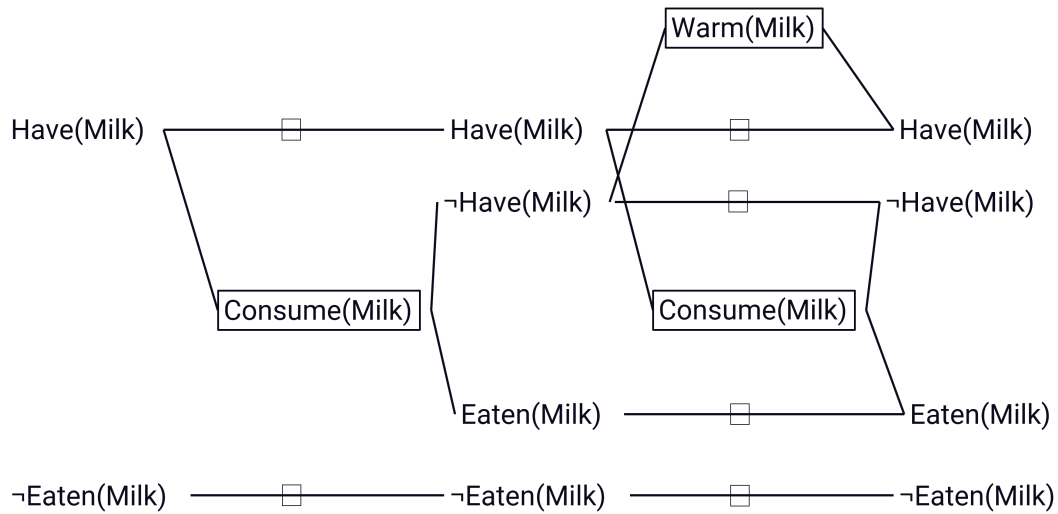 Warm(Milk)
Have(Milk) Have(Milk) Have(Milk)
¬Have(Milk) ¬Have(Milk)
Consume(Milk) Consume(Milk)
Eaten(Milk) Eaten(Milk)
¬Eaten(Milk) ¬Eaten(Milk) ¬Eaten(Milk)